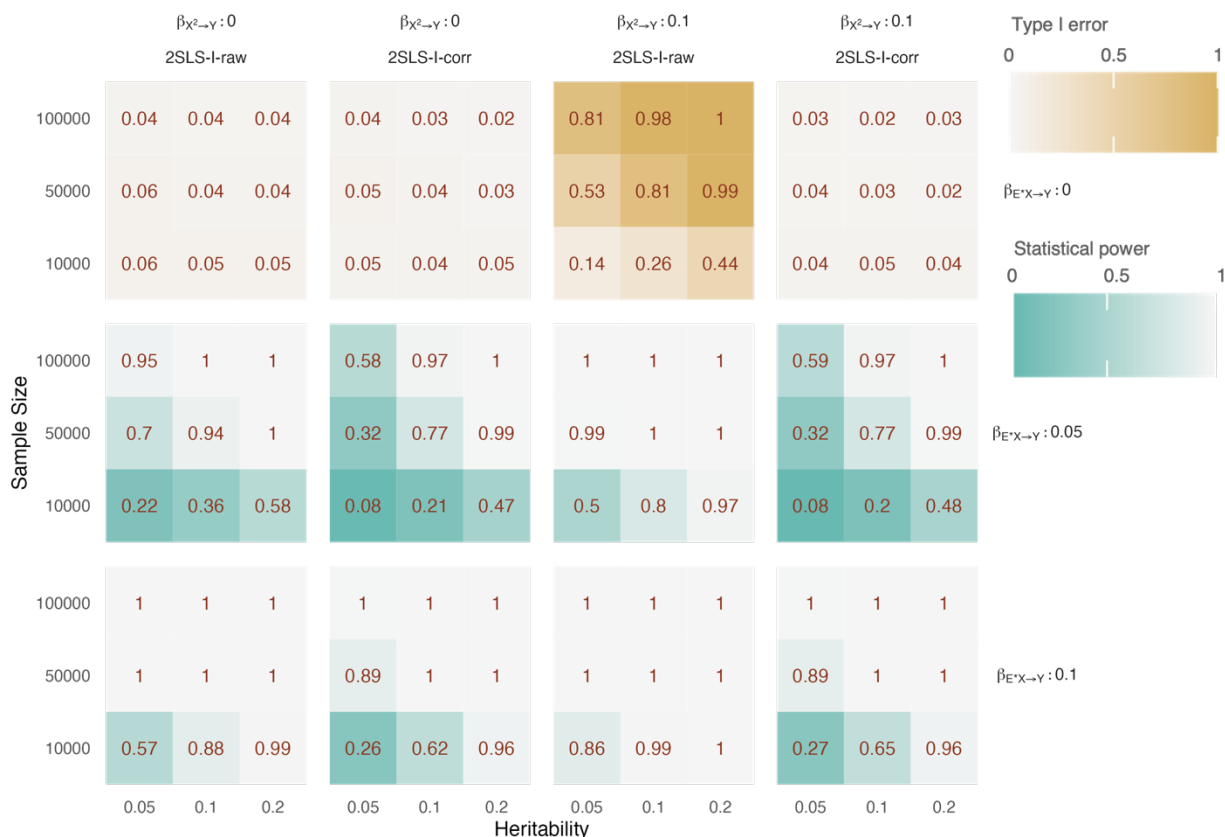 βX²→Y : 0 βX²→Y : 0 βX²→Y : 0.1 βX²→Y : 0.1
2SLS-I-raw 2SLS-I-corr 2SLS-I-raw 2SLS-I-corr
Type I error
0 0.5 1
100000 0.04 0.04 0.04 0.04 0.03 0.02 0.81 0.98 1 0.03 0.02 0.03
50000 0.06 0.04 0.04 0.05 0.04 0.03 0.53 0.81 0.99 0.04 0.03 0.02
βE*X→Y : 0
10000 0.06 0.05 0.05 0.05 0.04 0.05 0.14 0.26 0.44 0.04 0.05 0.04
Statistical power
0 0.5 1
100000 0.95 1 1 0.58 0.97 1 1 1 1 0.59 0.97 1
50000 0.7 0.94 1 0.32 0.77 0.99 0.99 1 1 0.32 0.77 0.99
βE*X→Y : 0.05
10000 0.22 0.36 0.58 0.08 0.21 0.47 0.5 0.8 0.97 0.08 0.2 0.48
Sample Size
100000 1 1 1 1 1 1 1 1 1 1 1 1
50000 1 1 1 0.89 1 1 1 1 1 0.89 1 1
βE*X→Y : 0.1
10000 0.57 0.88 0.99 0.26 0.62 0.96 0.86 0.99 1 0.27 0.65 0.96
0.05 0.1 0.2 0.05 0.1 0.2 0.05 0.1 0.2 0.05 0.1 0.2
Heritability